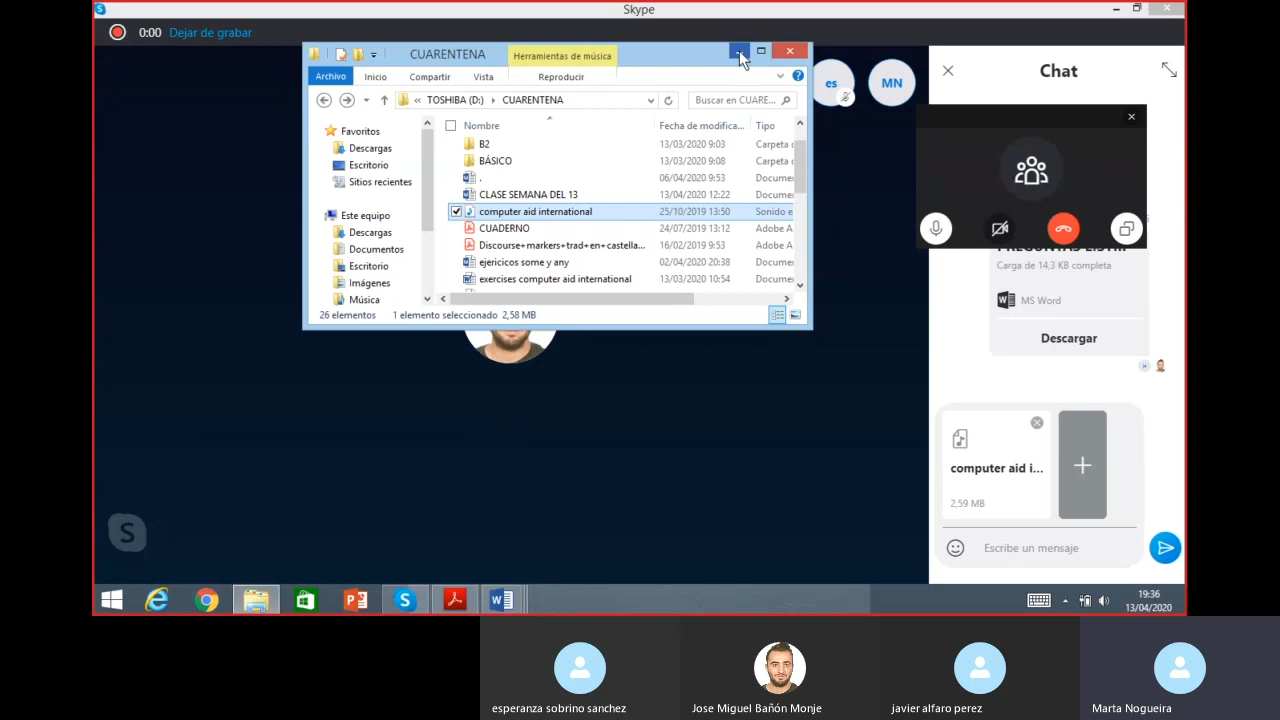 Skype
0:00 Dejar de grabar
CUARENTENA
Herramientas de música
Archivo Inicio Compartir Vista Reproducir
« TOSHIBA (D:) CUARENTENA
Buscar en CUARE...
Favoritos
Descargas
Escritorio
Sitios recientes
Este equipo
Descargas
Documentos
Escritorio
Imágenes
Música
Nombre Fecha de modifica... Tipo
B2 13/03/2020 9:03 Carpeta
BÁSICO 13/03/2020 9:08 Carpeta
. 06/04/2020 9:53 Docume
CLASE SEMANA DEL 13 13/04/2020 12:22 Docume
computer aid international 25/10/2019 13:50 Sonido e
CUADERNO 24/07/2019 13:12 Adobe A
Discourse+markers+trad+en+castella... 16/02/2019 9:53 Adobe A
ejericicos some y any 02/04/2020 20:38 Docume
exercises computer aid international 13/03/2020 10:54 Docume
26 elementos 1 elemento seleccionado 2,58 MB
es
MN
Chat
Carga de 14,3 KB completa
MS Word
Descargar
computer aid i...
2,59 MB
Escribe un mensaje
S
19:36
13/04/2020
esperanza sobrino sanchez
Jose Miguel Bañón Monje
javier alfaro perez
Marta Nogueira